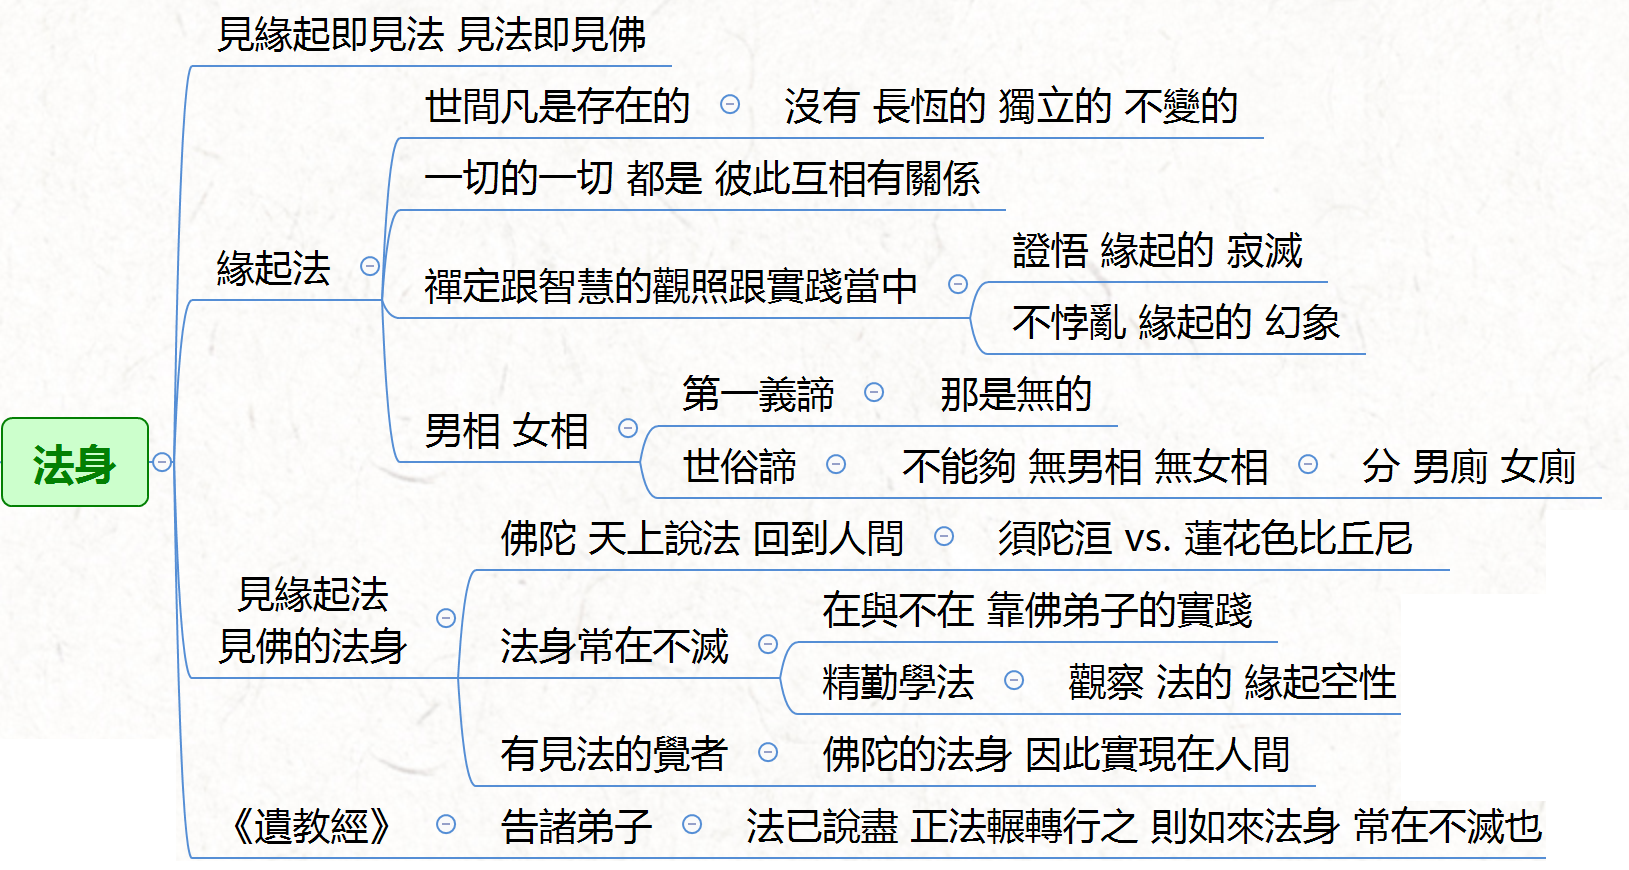 見緣起即見法 見法即見佛
世間凡是存在的 沒有 長恆的 獨立的 不變的
一切的一切 都是 彼此互相有關係
緣起法
禪定跟智慧的觀照跟實踐當中
證悟 緣起的 寂滅
不悖亂 緣起的 幻象
男相 女相
第一義諦 那是無的
世俗諦 不能夠 無男相 無女相 分 男廁 女廁
法身
佛陀 天上說法 回到人間 須陀洹 vs. 蓮花色比丘尼
見緣起法
見佛的法身
法身常在不滅
在與不在 靠佛弟子的實踐
精勤學法 觀察 法的 緣起空性
有見法的覺者 佛陀的法身 因此實現在人間
《遺教經》 告諸弟子 法已說盡 正法輾轉行之 則如來法身 常在不滅也